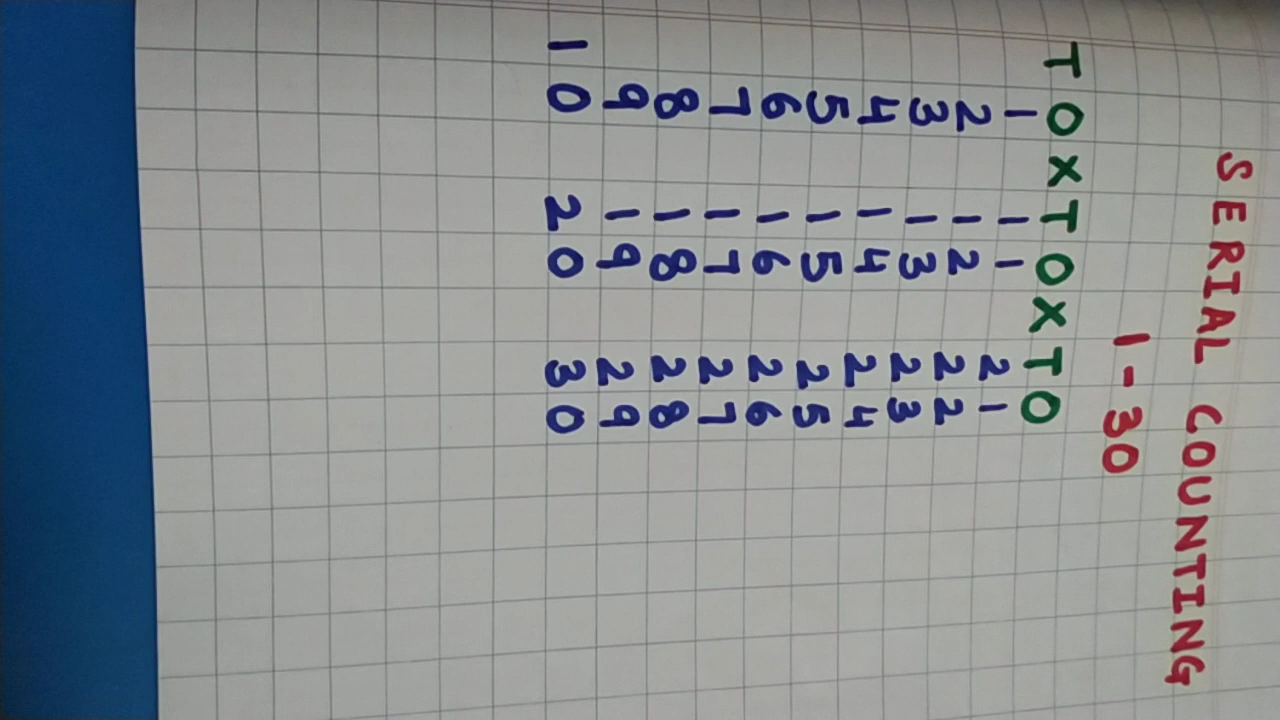 SERIAL COUNTING
1-30
T O X T O X T O
1 1 1 2 1
2 1 2 2 2
3 1 3 2 3
4 1 4 2 4
5 1 5 2 5
6 1 6 2 6
7 1 7 2 7
8 1 8 2 8
9 1 9 2 9
1 0 2 0 3 0